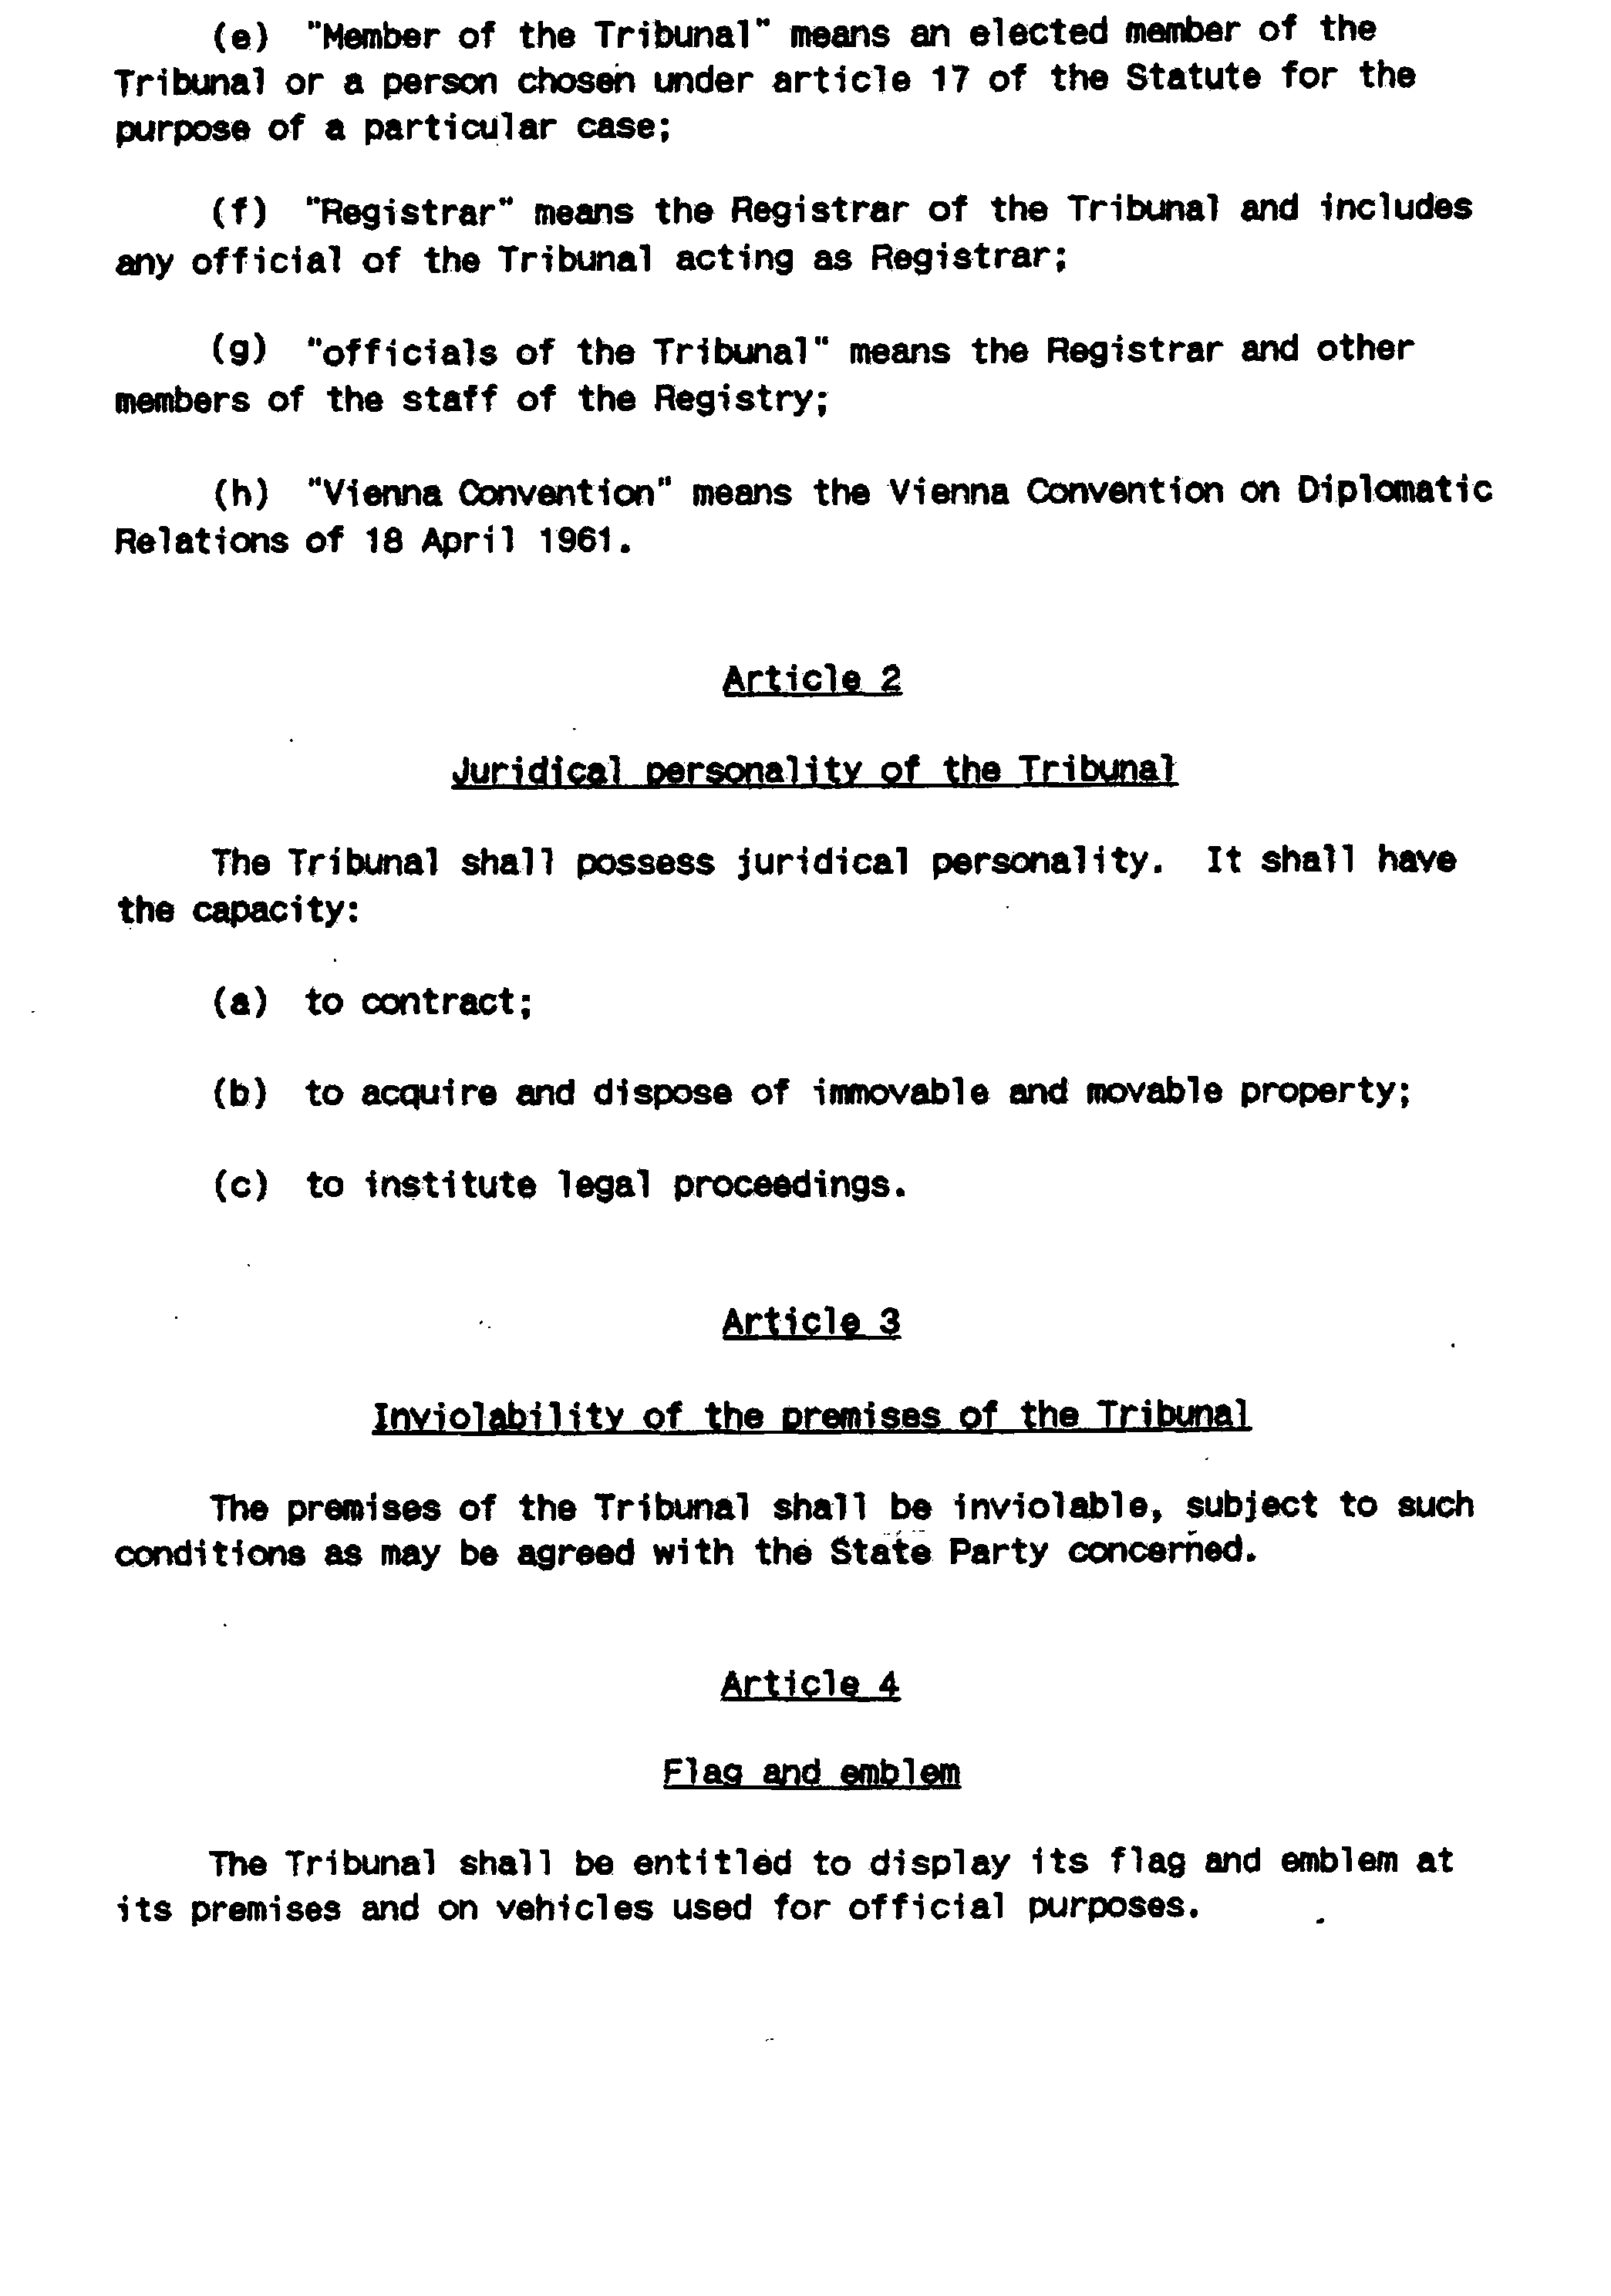 (e) "Member of the Tribunal" means an elected member of the
Tribunal or a person chosen under article 17 of the Statute for the
purpose of a particular case;
(f) "Registrar" means the Registrar of the Tribunal and includes
any official of the Tribunal acting as Registrar;
(g) "officials of the Tribunal" means the Registrar and other
members of the staff of the Registry;
(h) "Vienna Convention" means the Vienna Convention on Diplomatic
Relations of 18 April 1961.
Article 2
Juridical personality of the Tribunal
The Tribunal shall possess juridical personality. It shall have
the capacity:
(a) to contract;
(b) to acquire and dispose of immovable and movable property;
(c) to institute legal proceedings.
Article 3
Inviolability of the premises of the Tribunal
The premises of the Tribunal shall be inviolable, subject to such
conditions as may be agreed with the State Party concerned.
Article 4
Flag and emblem
The Tribunal shall be entitled to display its flag and emblem at
its premises and on vehicles used for official purposes.